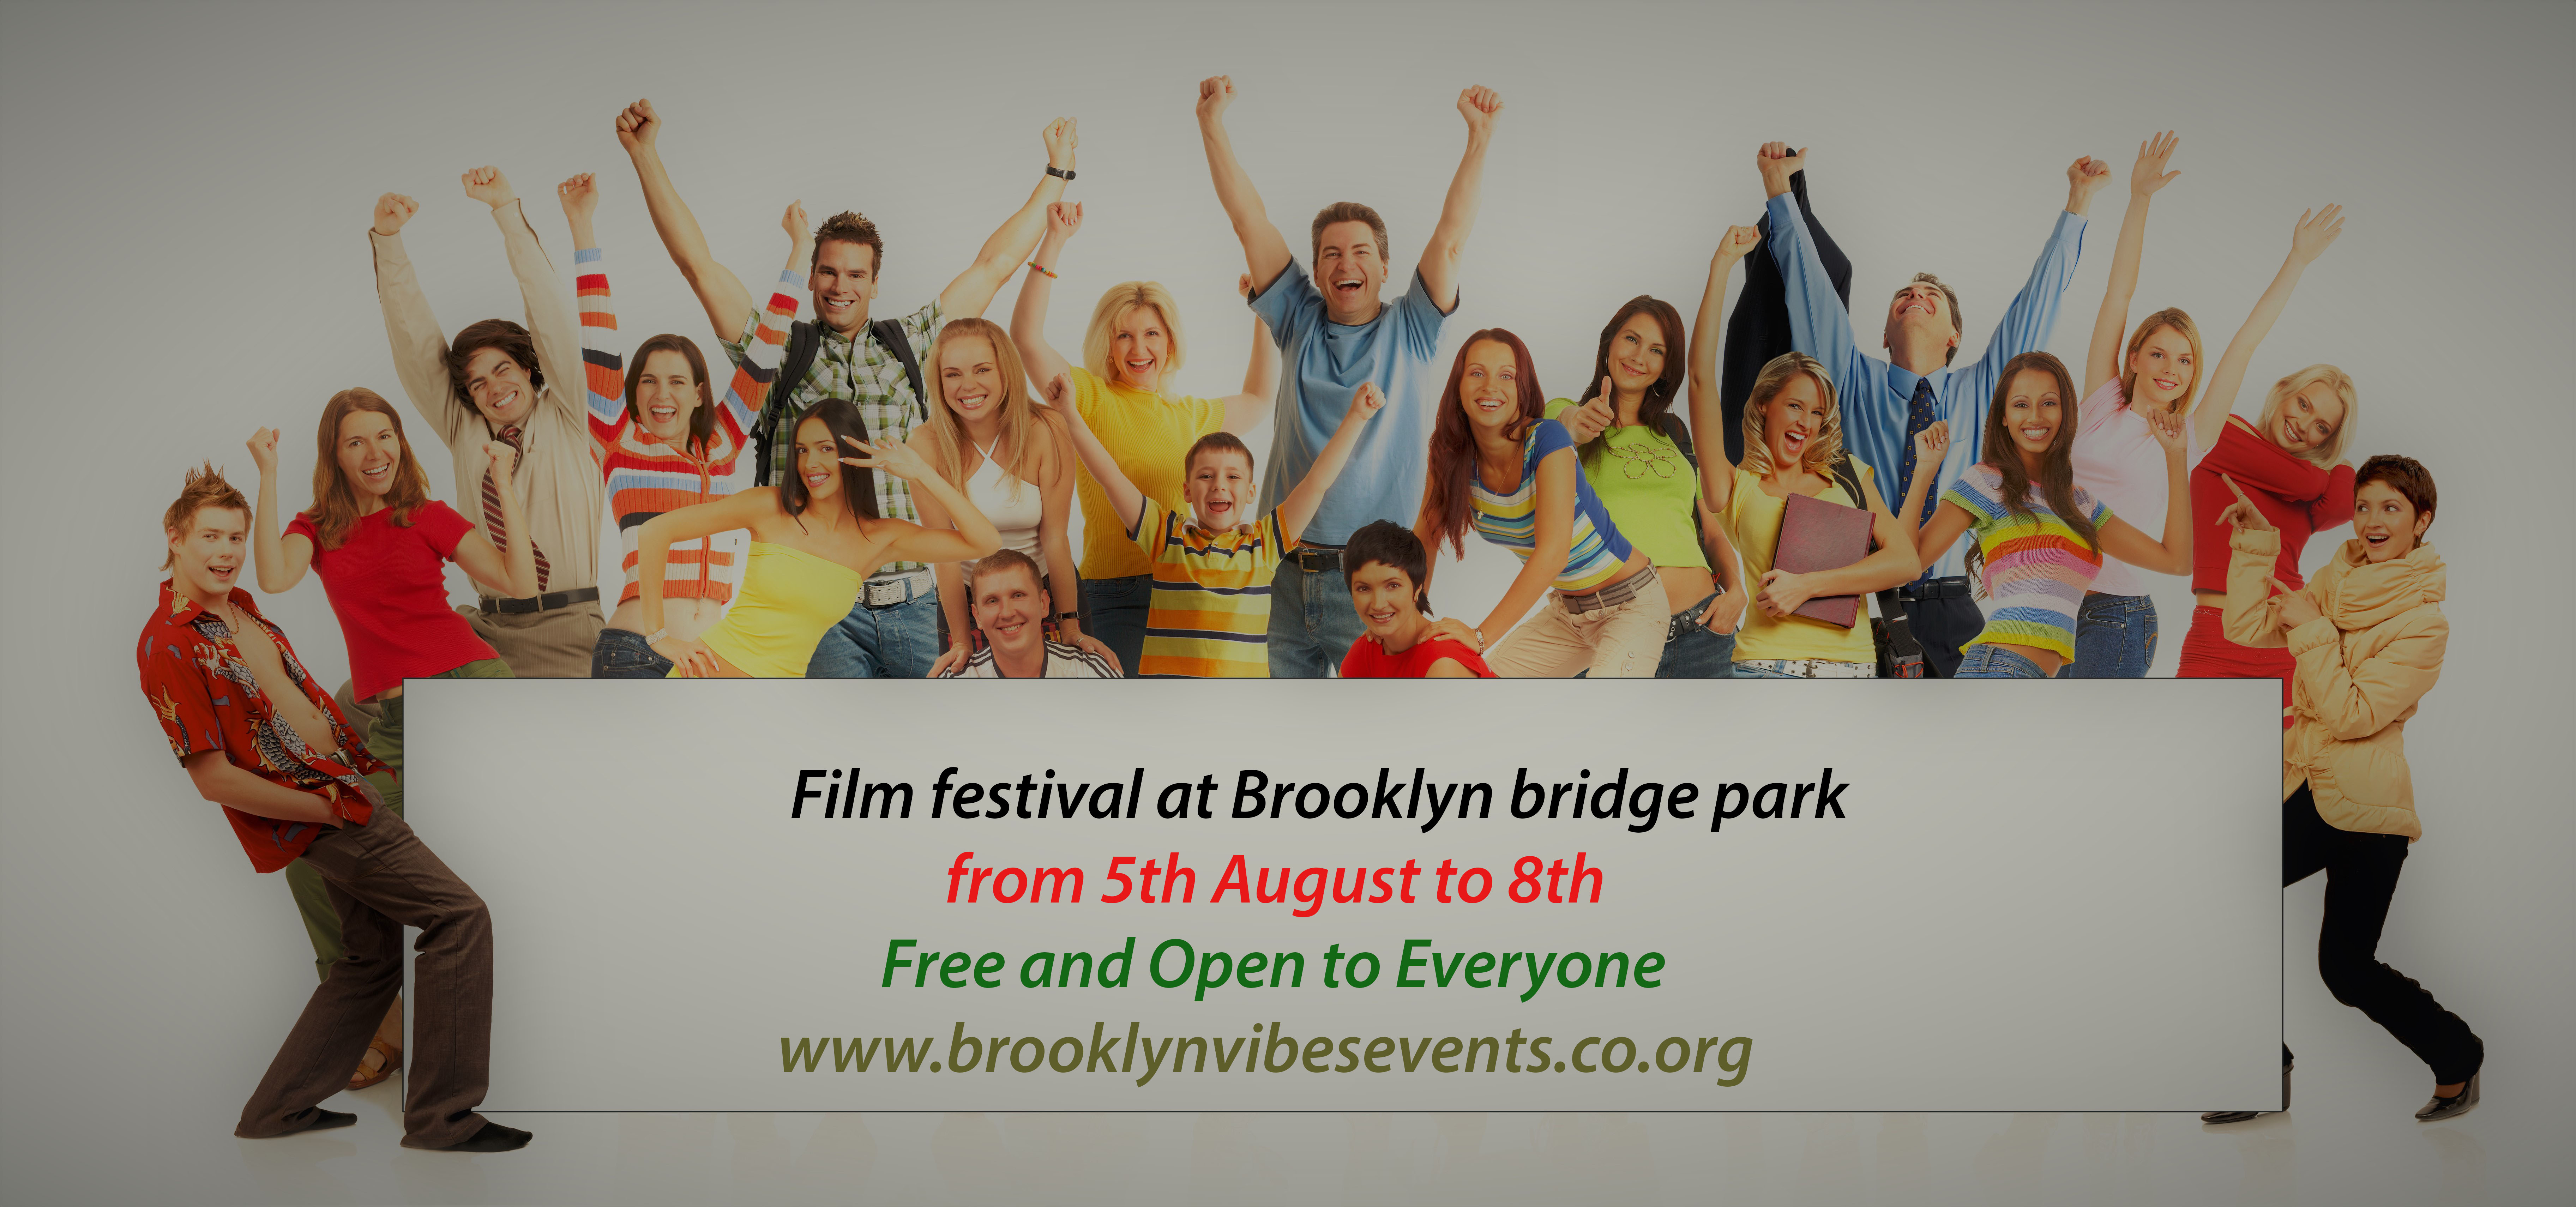 Film festival at Brooklyn bridge park
from 5th August to 8th
Free and Open to Everyone
www.brooklynvibesevents.co.org